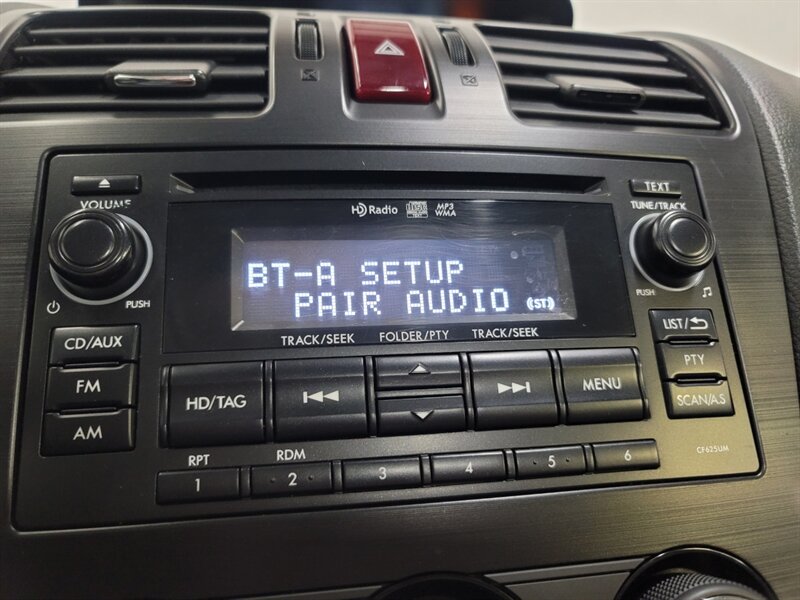 HD Radio MP3
WMA
TEXT
VOLUME
TUNE/TRACK
BT-A SETUP
PAIR AUDIO (ST)
PUSH
PUSH
TRACK/SEEK FOLDER/PTY TRACK/SEEK
CD/AUX
LIST/
FM
HD/TAG
MENU
PTY
AM
SCAN/A.S
RPT RDM
1 2 3 4 5 6
CF625UM